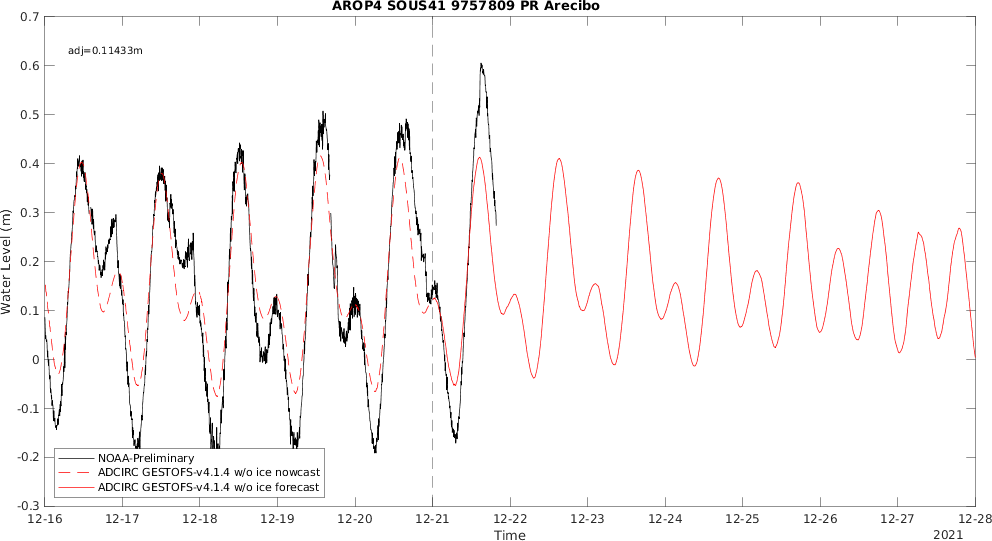 AROP4 SOUS41 9757809 PR Arecibo
adj=0.11433m
0.7
0.6
0.5
0.4
0.3
0.2
0.1
0
-0.1
-0.2
-0.3
Water Level (m)
NOAA-Preliminary
ADCIRC GESTOFS-v4.1.4 w/o ice nowcast
ADCIRC GESTOFS-v4.1.4 w/o ice forecast
12-16 12-17 12-18 12-19 12-20 12-21 12-22 12-23 12-24 12-25 12-26 12-27 12-28
Time
2021